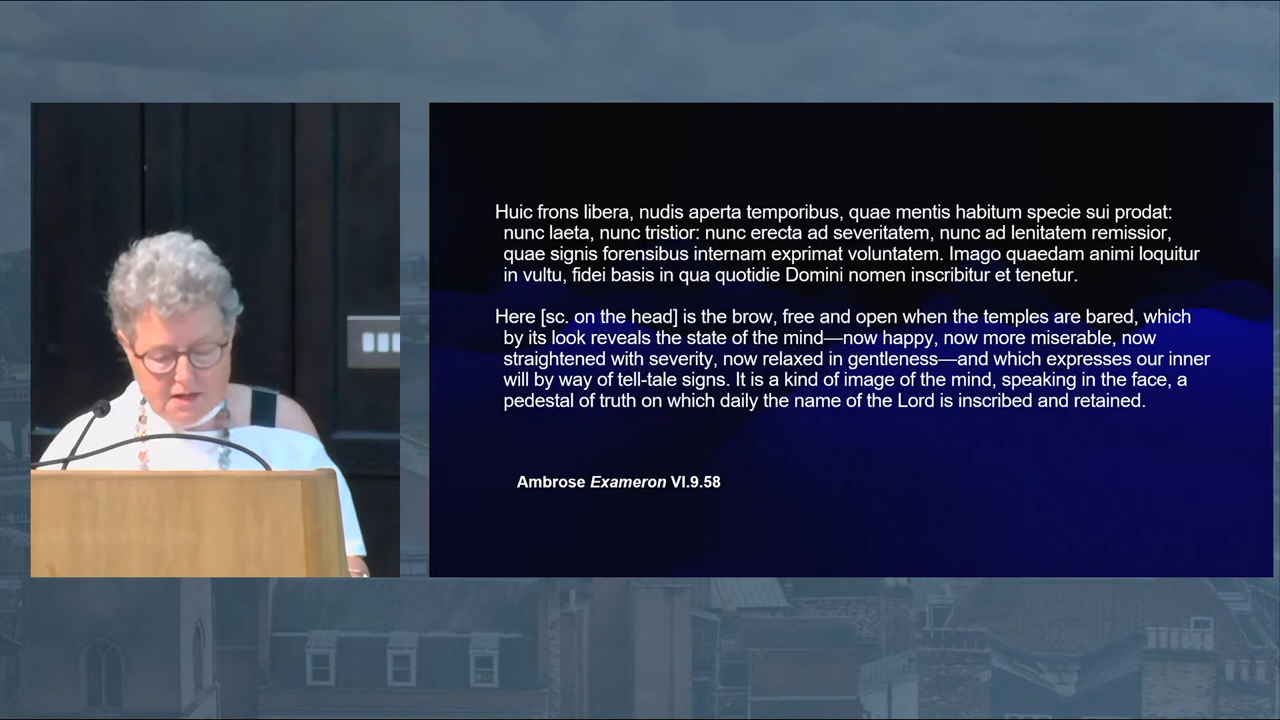 Huic frons libera, nudis aperta temporibus, quae mentis habitum specie sui prodat:
nunc laeta, nunc tristior: nunc erecta ad severitatem, nunc ad lenitatem remissior,
quae signis forensibus internam exprimat voluntatem. Imago quaedam animi loquitur
in vultu, fidei basis in qua quotidie Domini nomen inscribitur et tenetur.
Here [sc. on the head] is the brow, free and open when the temples are bared, which
by its look reveals the state of the mind—now happy, now more miserable, now
straightened with severity, now relaxed in gentleness—and which expresses our inner
will by way of tell-tale signs. It is a kind of image of the mind, speaking in the face, a
pedestal of truth on which daily the name of the Lord is inscribed and retained.
Ambrose Exameron VI.9.58